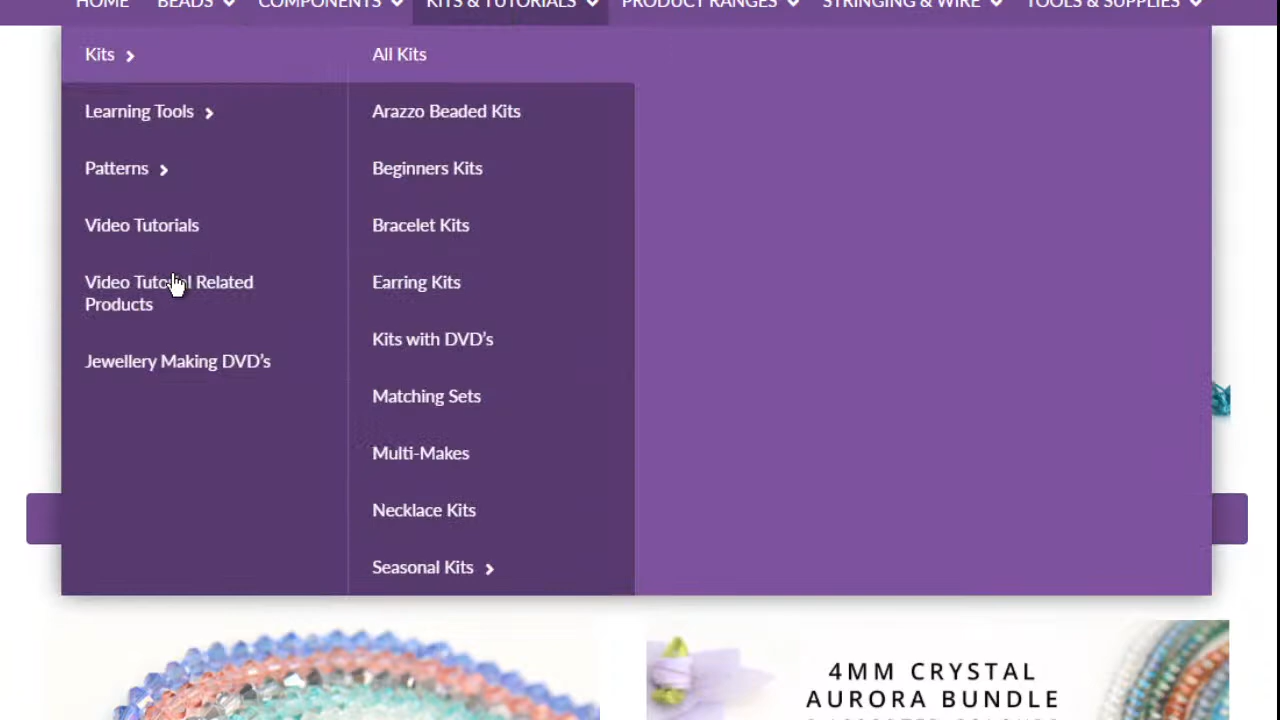 HOME BEADS COMPONENTS KITS & TUTORIALS PRODUCT RANGES STRINGING & WIRE TOOLS & SUPPLIES
Kits
Learning Tools
Patterns
Video Tutorials
Video Tutorial Related
Products
Jewellery Making DVD's
All Kits
Arazzo Beaded Kits
Beginners Kits
Bracelet Kits
Earring Kits
Kits with DVD's
Matching Sets
Multi-Makes
Necklace Kits
Seasonal Kits
4MM CRYSTAL
AURORA BUNDLE